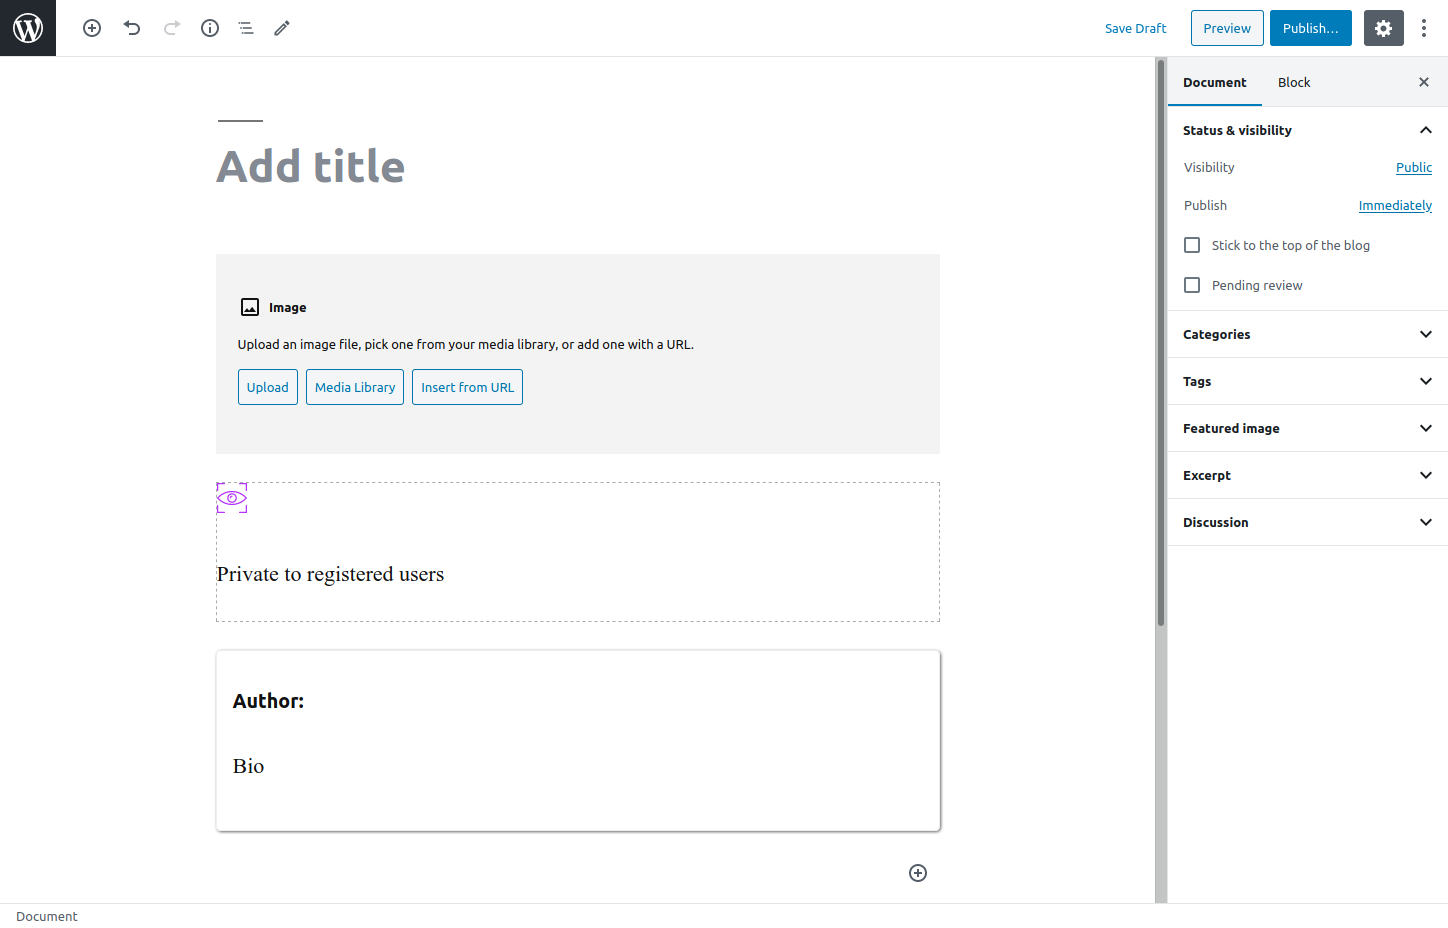 Save Draft
Preview
Publish…
Document
Block
Add title
Status & visibility
Visibility
Public
Publish
Immediately
Stick to the top of the blog
Pending review
Image
Upload an image file, pick one from your media library, or add one with a URL.
Upload
Media Library
Insert from URL
Categories
Tags
Featured image
Excerpt
Discussion
Private to registered users
Author:
Bio
Document